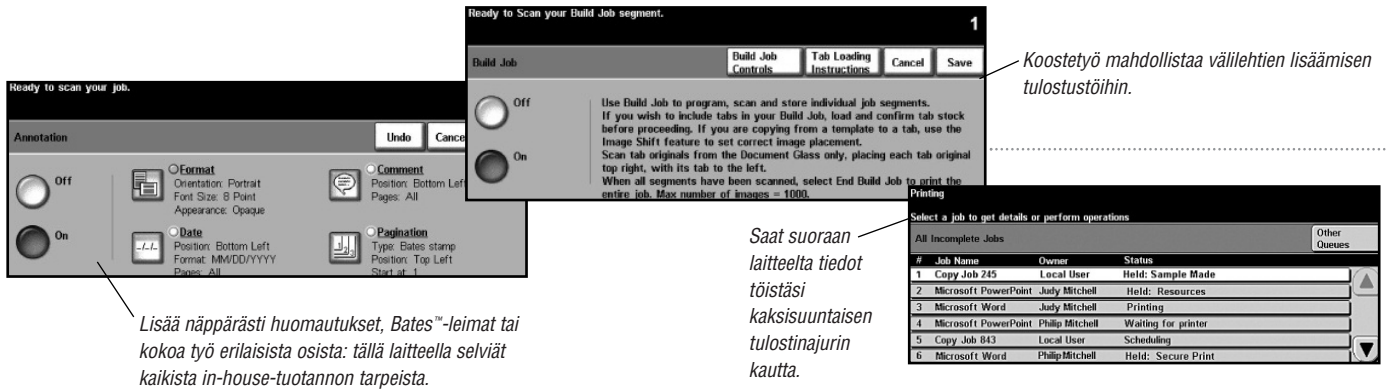 Ready to scan your job.
Annotation
Undo
Cance
Off
On
Format
Orientation: Portrait
Font Size: 8 Point
Appearance: Opaque
Comment
Position: Bottom Left
Pages: All
Date
Position: Bottom Left
Format: MM/DD/YYYY
Pages: All
Pagination
Type: Bates stamp
Position: Top Left
Start at: 1
Lisää näppärästi huomautukset, Bates™-leimat tai
kokoa työ erilaisista osista: tällä laitteella selviät
kaikista in-house-tuotannon tarpeista.
Ready to Scan your Build Job segment.
1
Build Job
Build Job
Controls
Tab Loading
Instructions
Cancel
Save
Off
On
Use Build Job to program, scan and store individual job segments.
If you wish to include tabs in your Build Job, load and confirm tab stock
before proceeding. If you are copying from a template to a tab, use the
Image Shift feature to set correct image placement.
Scan tab originals from the Document Glass only, placing each tab original
top right, with its tab to the left.
When all segments have been scanned, select End Build Job to print the
entire job. Max number of images = 1000.
Koostetyö mahdollistaa välilehtien lisäämisen
tulostustöihin.
Saat suoraan
laitteelta tiedot
töistäsi
kaksisuuntaisen
tulostinajurin
kautta.
Printing
Select a job to get details or perform operations
All Incomplete Jobs
Other
Queues
# Job Name Owner Status
1 Copy Job 245 Local User Held: Sample Made
2 Microsoft PowerPoint Judy Mitchell Held: Resources
3 Microsoft Word Judy Mitchell Printing
4 Microsoft PowerPoint Philip Mitchell Waiting for printer
5 Copy Job 843 Local User Scheduling
6 Microsoft Word Philip Mitchell Held: Secure Print